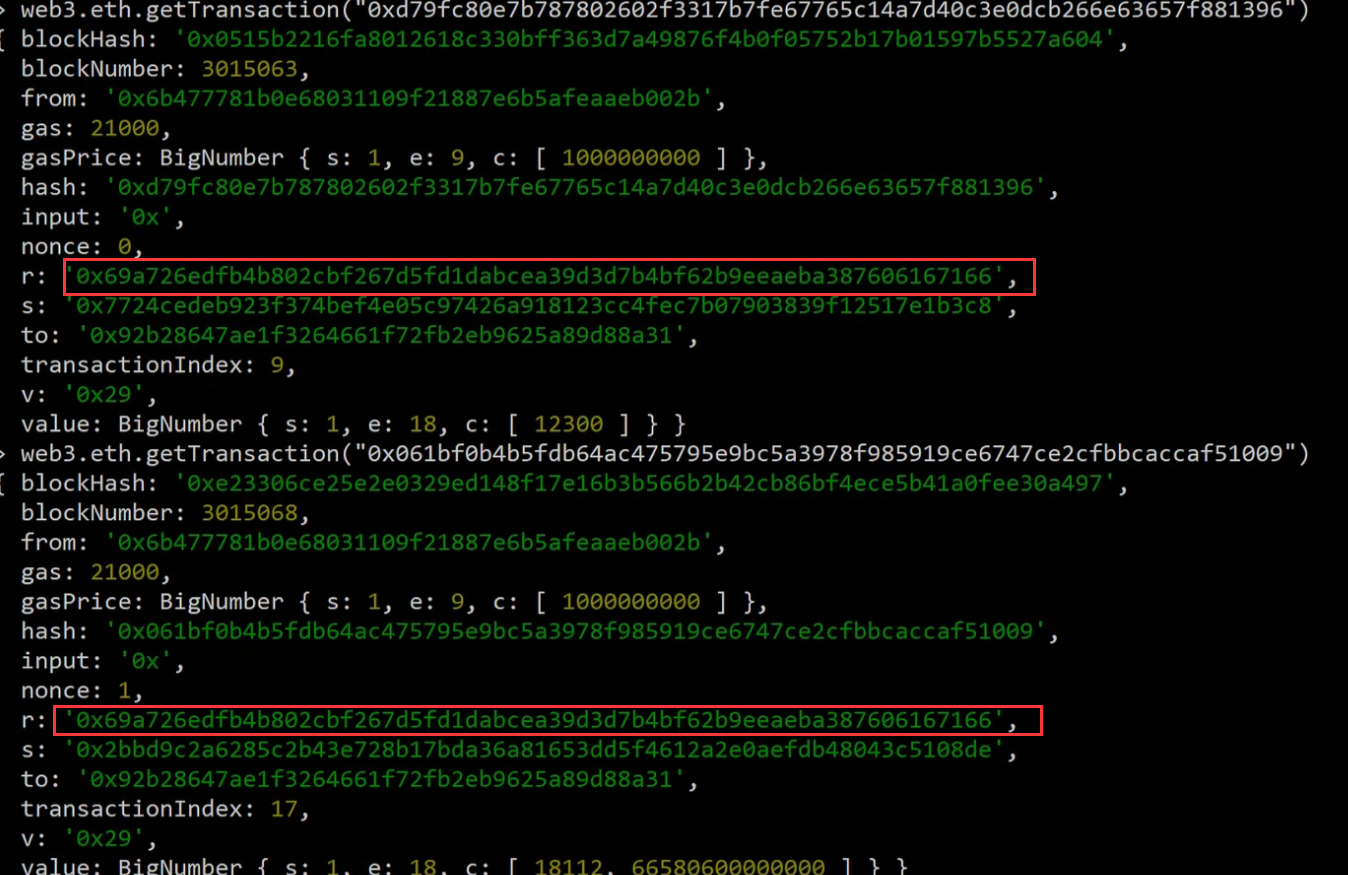 > web3.eth.getTransaction("0xd79fc80e7b787802602f3317b7fe67765c14a7d40c3e0dcb266e63657f881396")
{ blockHash: '0x0515b2216fa8012618c330bff363d7a49876f4b0f05752b17b01597b5527a604',
blockNumber: 3015063,
from: '0x6b477781b0e68031109f21887e6b5afeaaeb002b',
gas: 21000,
gasPrice: BigNumber { s: 1, e: 9, c: [ 1000000000 ] },
hash: '0xd79fc80e7b787802602f3317b7fe67765c14a7d40c3e0dcb266e63657f881396',
input: '0x',
nonce: 0,
r: '0x69a726edfb4b802cbf267d5fd1dabcea39d3d7b4bf62b9eeaeba387606167166',
s: '0x7724cedeb923f374bef4e05c97426a918123cc4fec7b07903839f12517e1b3c8',
to: '0x92b28647ae1f3264661f72fb2eb9625a89d88a31',
transactionIndex: 9,
v: '0x29',
value: BigNumber { s: 1, e: 18, c: [ 12300 ] } }
> web3.eth.getTransaction("0x061bf0b4b5fdb64ac475795e9bc5a3978f985919ce6747ce2cfbbcaccaf51009")
{ blockHash: '0xe23306ce25e2e0329ed148f17e16b3b566b2b42cb86bf4ece5b41a0fee30a497',
blockNumber: 3015068,
from: '0x6b477781b0e68031109f21887e6b5afeaaeb002b',
gas: 21000,
gasPrice: BigNumber { s: 1, e: 9, c: [ 1000000000 ] },
hash: '0x061bf0b4b5fdb64ac475795e9bc5a3978f985919ce6747ce2cfbbcaccaf51009',
input: '0x',
nonce: 1,
r: '0x69a726edfb4b802cbf267d5fd1dabcea39d3d7b4bf62b9eeaeba387606167166',
s: '0x2bbd9c2a6285c2b43e728b17bda36a81653dd5f4612a2e0aefdb48043c5108de',
to: '0x92b28647ae1f3264661f72fb2eb9625a89d88a31',
transactionIndex: 17,
v: '0x29',
value: BigNumber { s: 1, e: 18, c: [ 18112, 66580600000000 ] } }